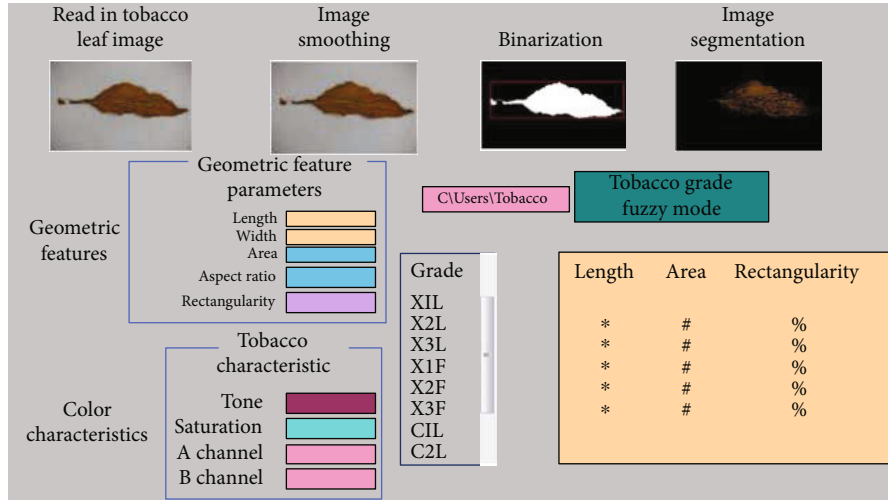 Read in tobacco
leaf image
Image
smoothing
Binarization
Image
segmentation
Geometric feature
parameters
Geometric
features
Length
Width
Area
Aspect ratio
Rectangularity
C\Users\Tobacco
Tobacco grade
fuzzy mode
Grade
XIL
X2L
X3L
X1F
X2F
X3F
CIL
C2L
Length Area Rectangularity
* # %
* # %
* # %
* # %
* # %
Tobacco
characteristic
Color
characteristics
Tone
Saturation
A channel
B channel